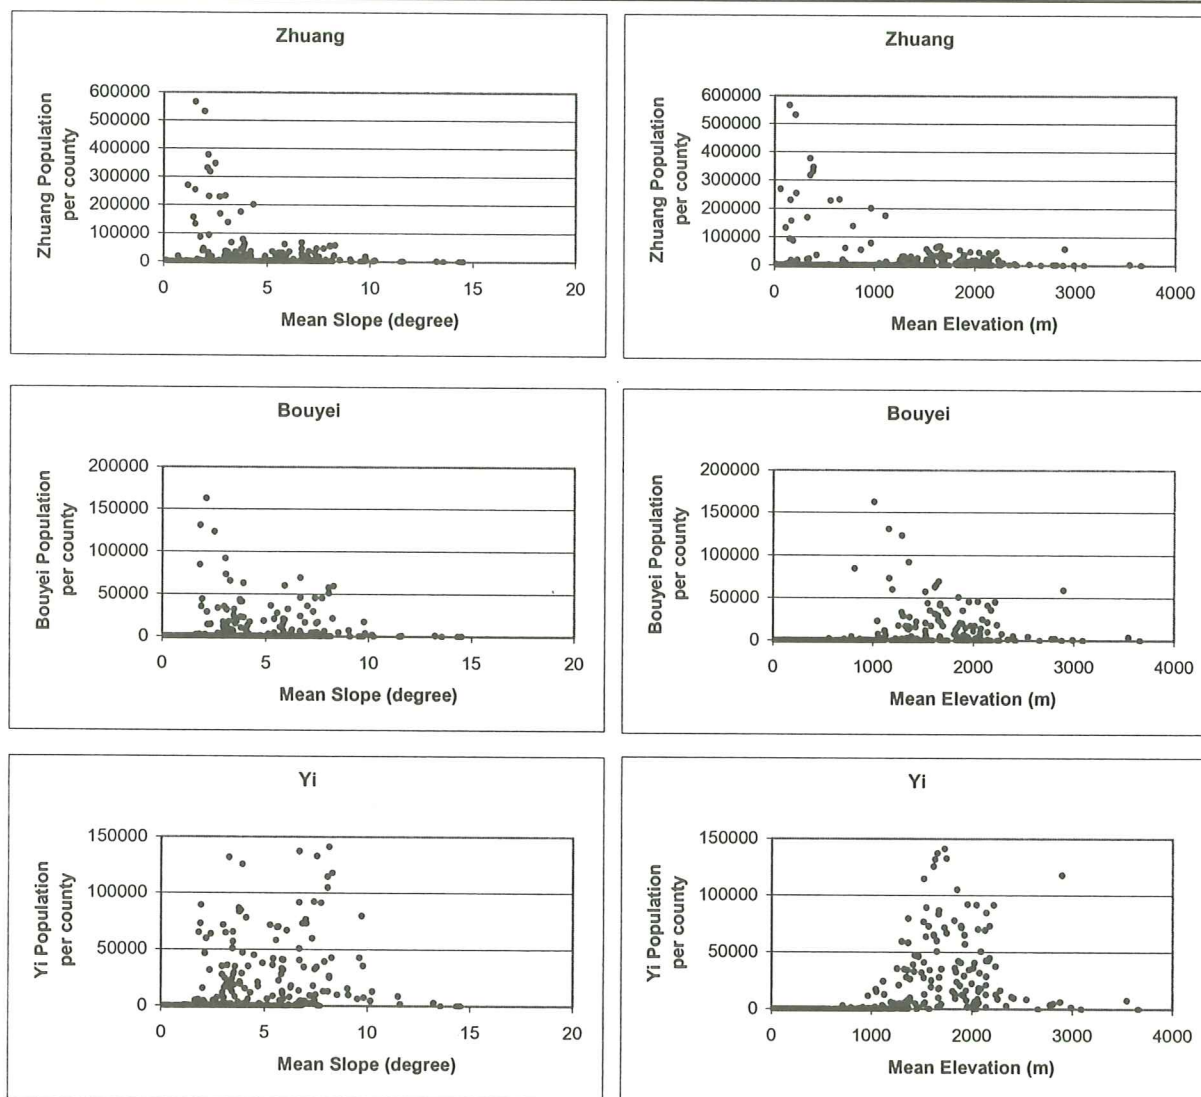 Zhuang
Zhuang Population
per county
600000
500000
400000
300000
200000
100000
0
0 5 10 15 20
Mean Slope (degree)
Zhuang
Zhuang Population
per county
600000
500000
400000
300000
200000
100000
0
0 1000 2000 3000 4000
Mean Elevation (m)
Bouyei
Bouyei Population
per county
200000
150000
100000
50000
0
0 5 10 15 20
Mean Slope (degree)
Bouyei
Bouyei Population
per county
200000
150000
100000
50000
0
0 1000 2000 3000 4000
Mean Elevation (m)
Yi
Yi Population
per county
150000
100000
50000
0
0 5 10 15 20
Mean Slope (degree)
Yi
Yi Population
per county
150000
100000
50000
0
0 1000 2000 3000 4000
Mean Elevation (m)